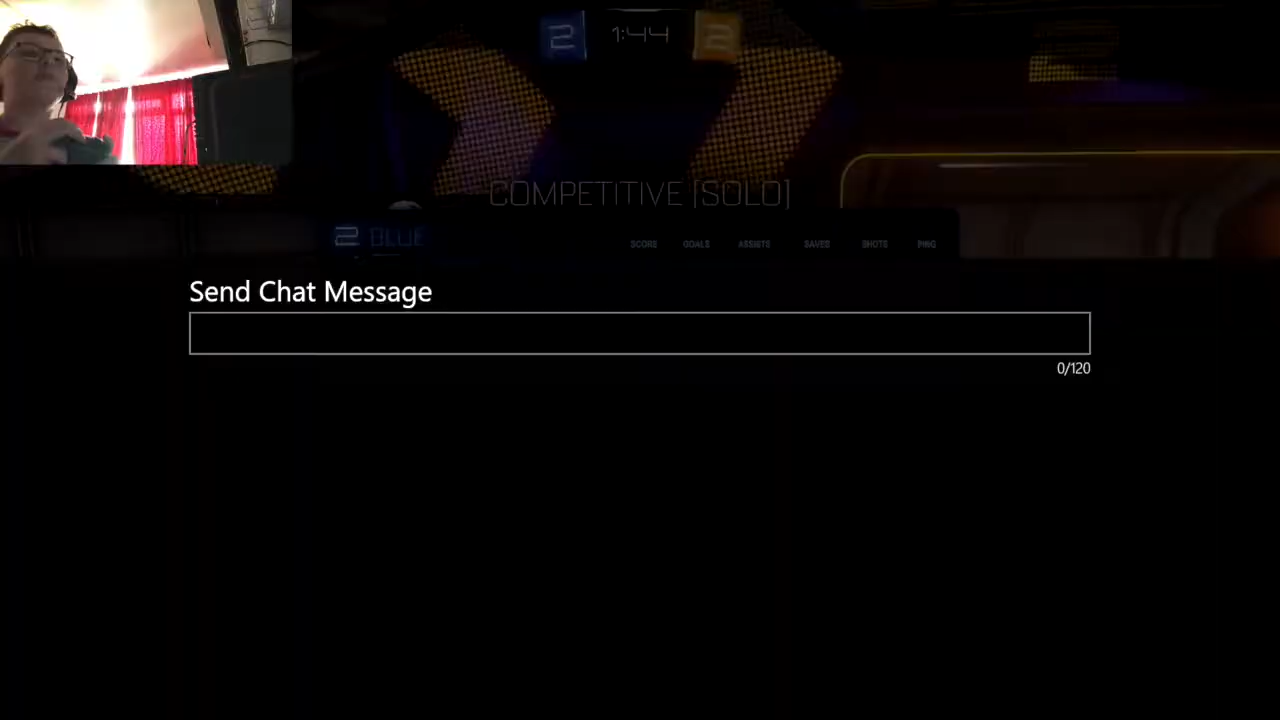 2 1:44 2
COMPETITIVE [SOLO]
2 BLUE SCORE GOALS ASSISTS SAVES SHOTS PING
Send Chat Message
0/120